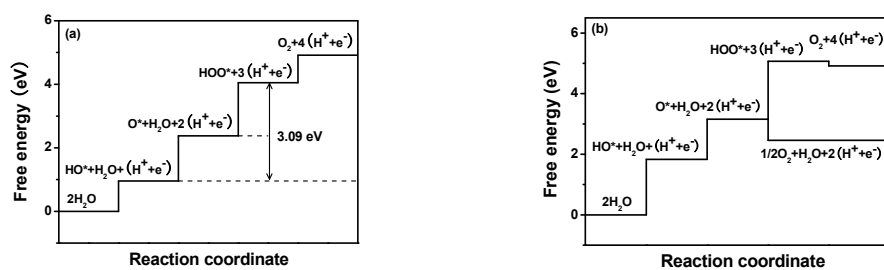 (a)
Free energy (eV)
6
4
2
0
O₂+4 (H⁺+e⁻)
HOO*+3 (H⁺+e⁻)
O*+H₂O+2 (H⁺+e⁻)
3.09 eV
HO*+H₂O+ (H⁺+e⁻)
2H₂O
Reaction coordinate
(b)
Free energy (eV)
6
4
2
0
HOO*+3 (H⁺+e⁻)
O₂+4 (H⁺+e⁻)
O*+H₂O+2 (H⁺+e⁻)
HO*+H₂O+ (H⁺+e⁻)
1/2O₂+H₂O+2 (H⁺+e⁻)
2H₂O
Reaction coordinate